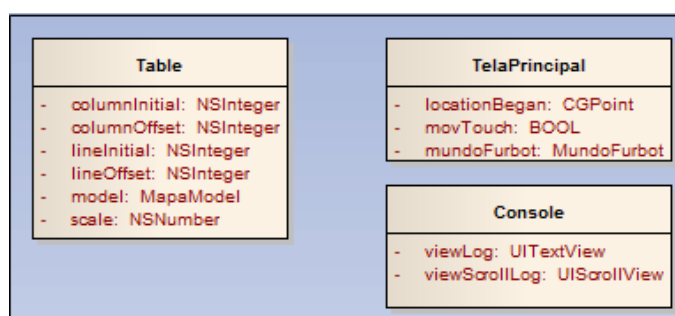 Table
- columnInitial: NSInteger
- columnOffset: NSInteger
- lineInitial: NSInteger
- lineOffset: NSInteger
- model: MapaModel
- scale: NSNumber
TelaPrincipal
- locationBegan: CGPoint
- movTouch: BOOL
- mundoFurbot: MundoFurbot
Console
- viewLog: UITextView
- viewScrollLog: UIScrollView